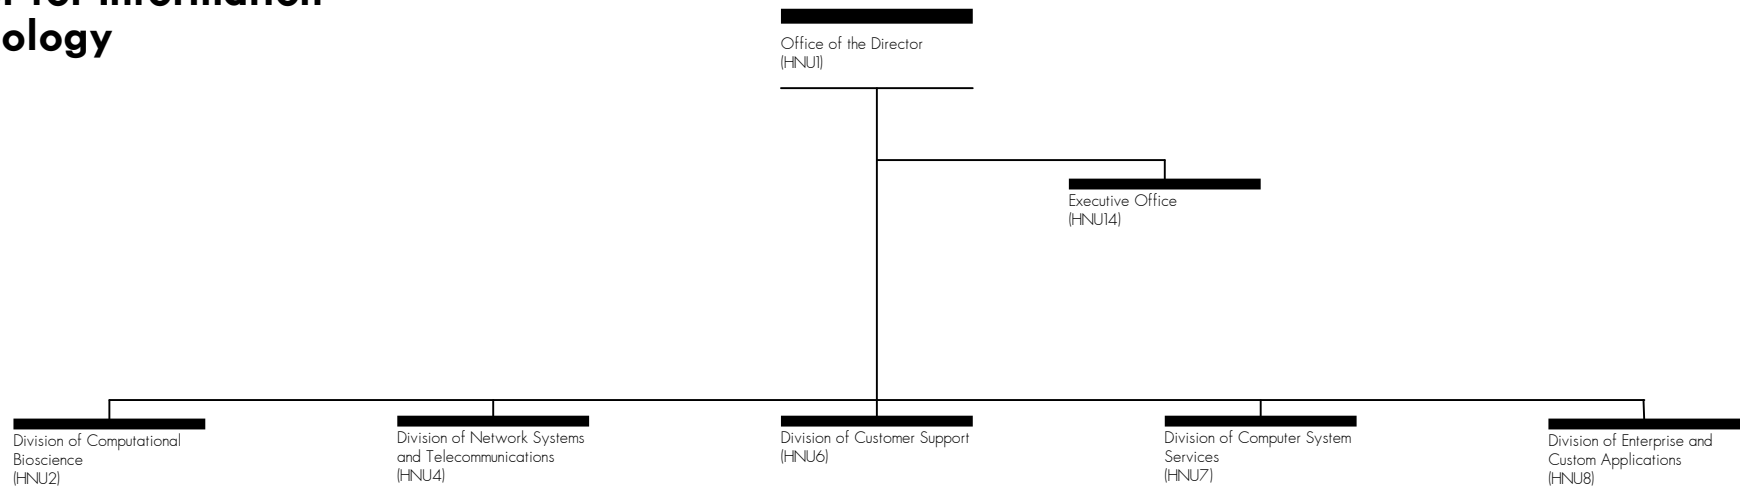 for Information
ology
Office of the Director
(HNU1)
Executive Office
(HNU14)
Division of Computational
Bioscience
(HNU2)
Division of Network Systems
and Telecommunications
(HNU4)
Division of Customer Support
(HNU6)
Division of Computer System
Services
(HNU7)
Division of Enterprise and
Custom Applications
(HNU8)